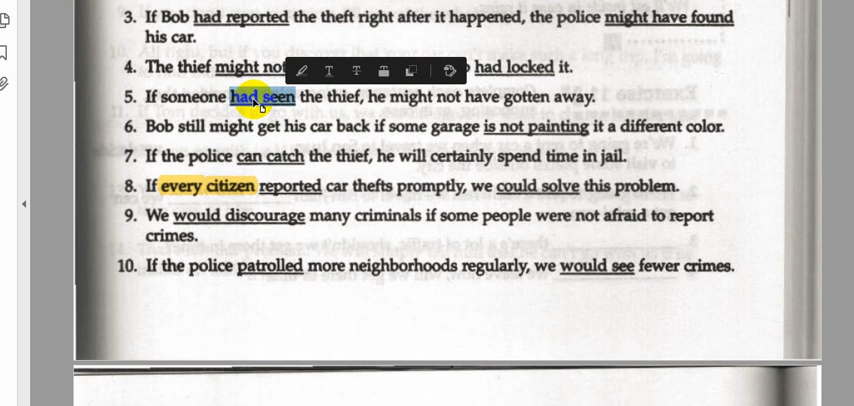 3. If Bob had reported the theft right after it happened, the police might have found
his car.
4. The thief might not had locked it.
5. If someone had seen the thief, he might not have gotten away.
6. Bob still might get his car back if some garage is not painting it a different color.
7. If the police can catch the thief, he will certainly spend time in jail.
8. If every citizen reported car thefts promptly, we could solve this problem.
9. We would discourage many criminals if some people were not afraid to report
crimes.
10. If the police patrolled more neighborhoods regularly, we would see fewer crimes.